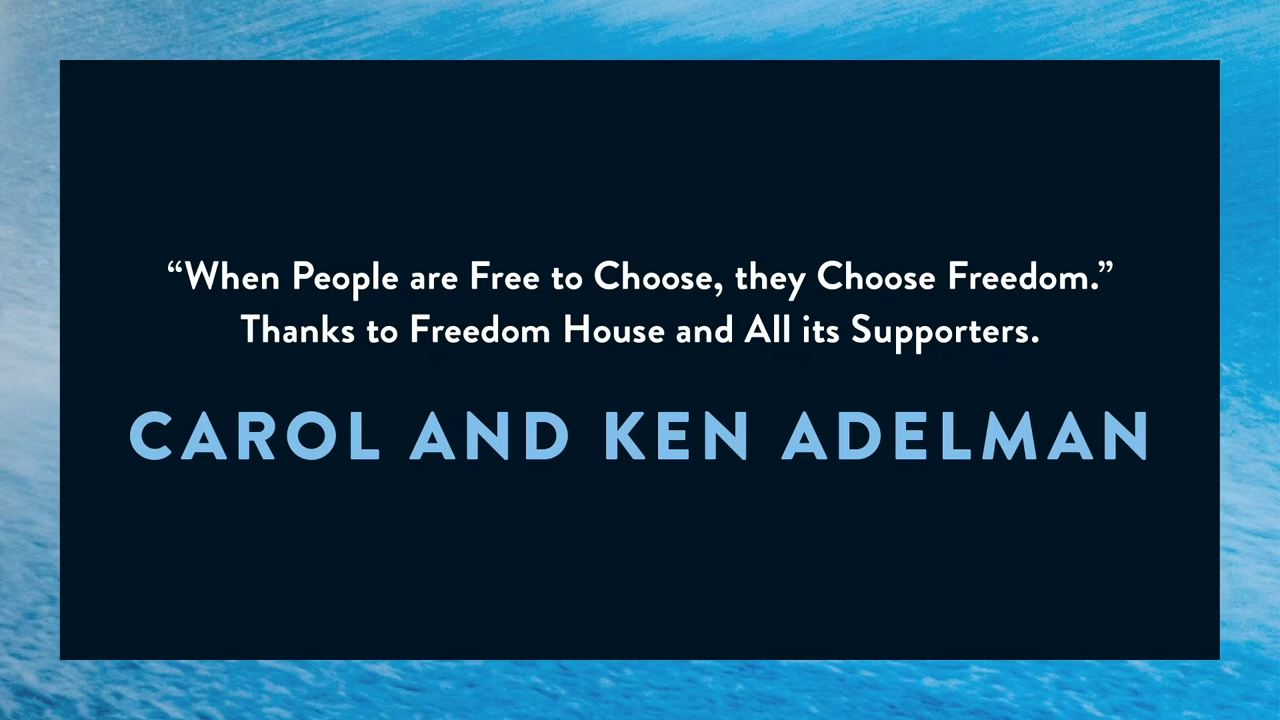 “When People are Free to Choose, they Choose Freedom.”
Thanks to Freedom House and All its Supporters.
CAROL AND KEN ADELMAN